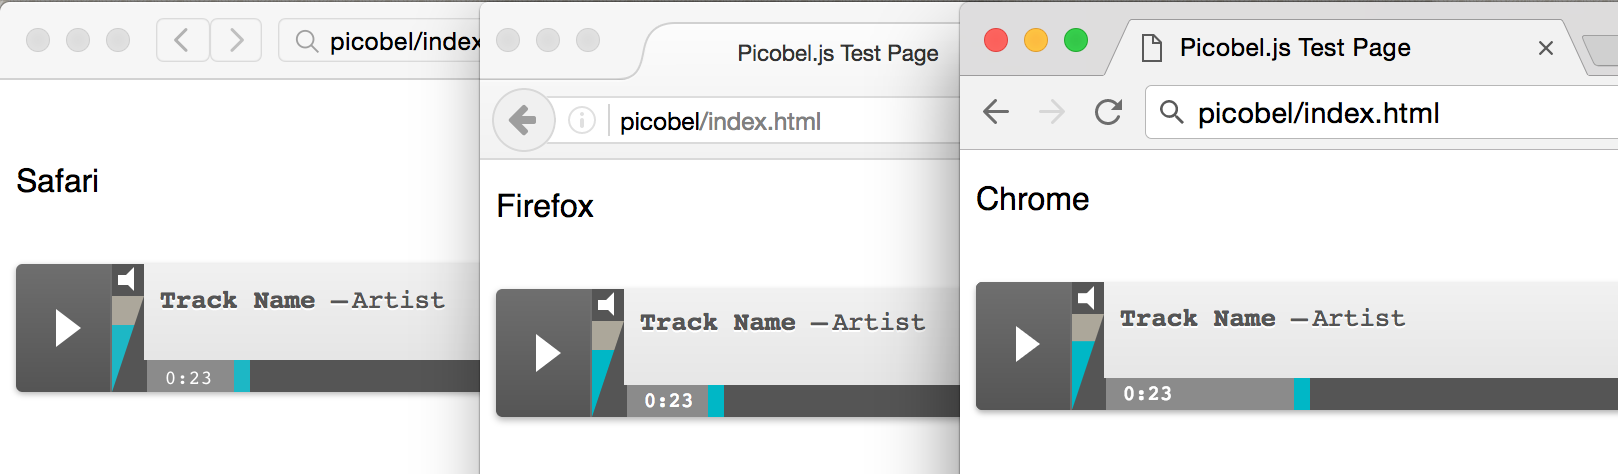 picobel/index
Safari
Track Name —Artist
0:23
Picobel.js Test Page
picobel/index.html
Firefox
Track Name —Artist
0:23
Picobel.js Test Page
picobel/index.html
Chrome
Track Name —Artist
0:23